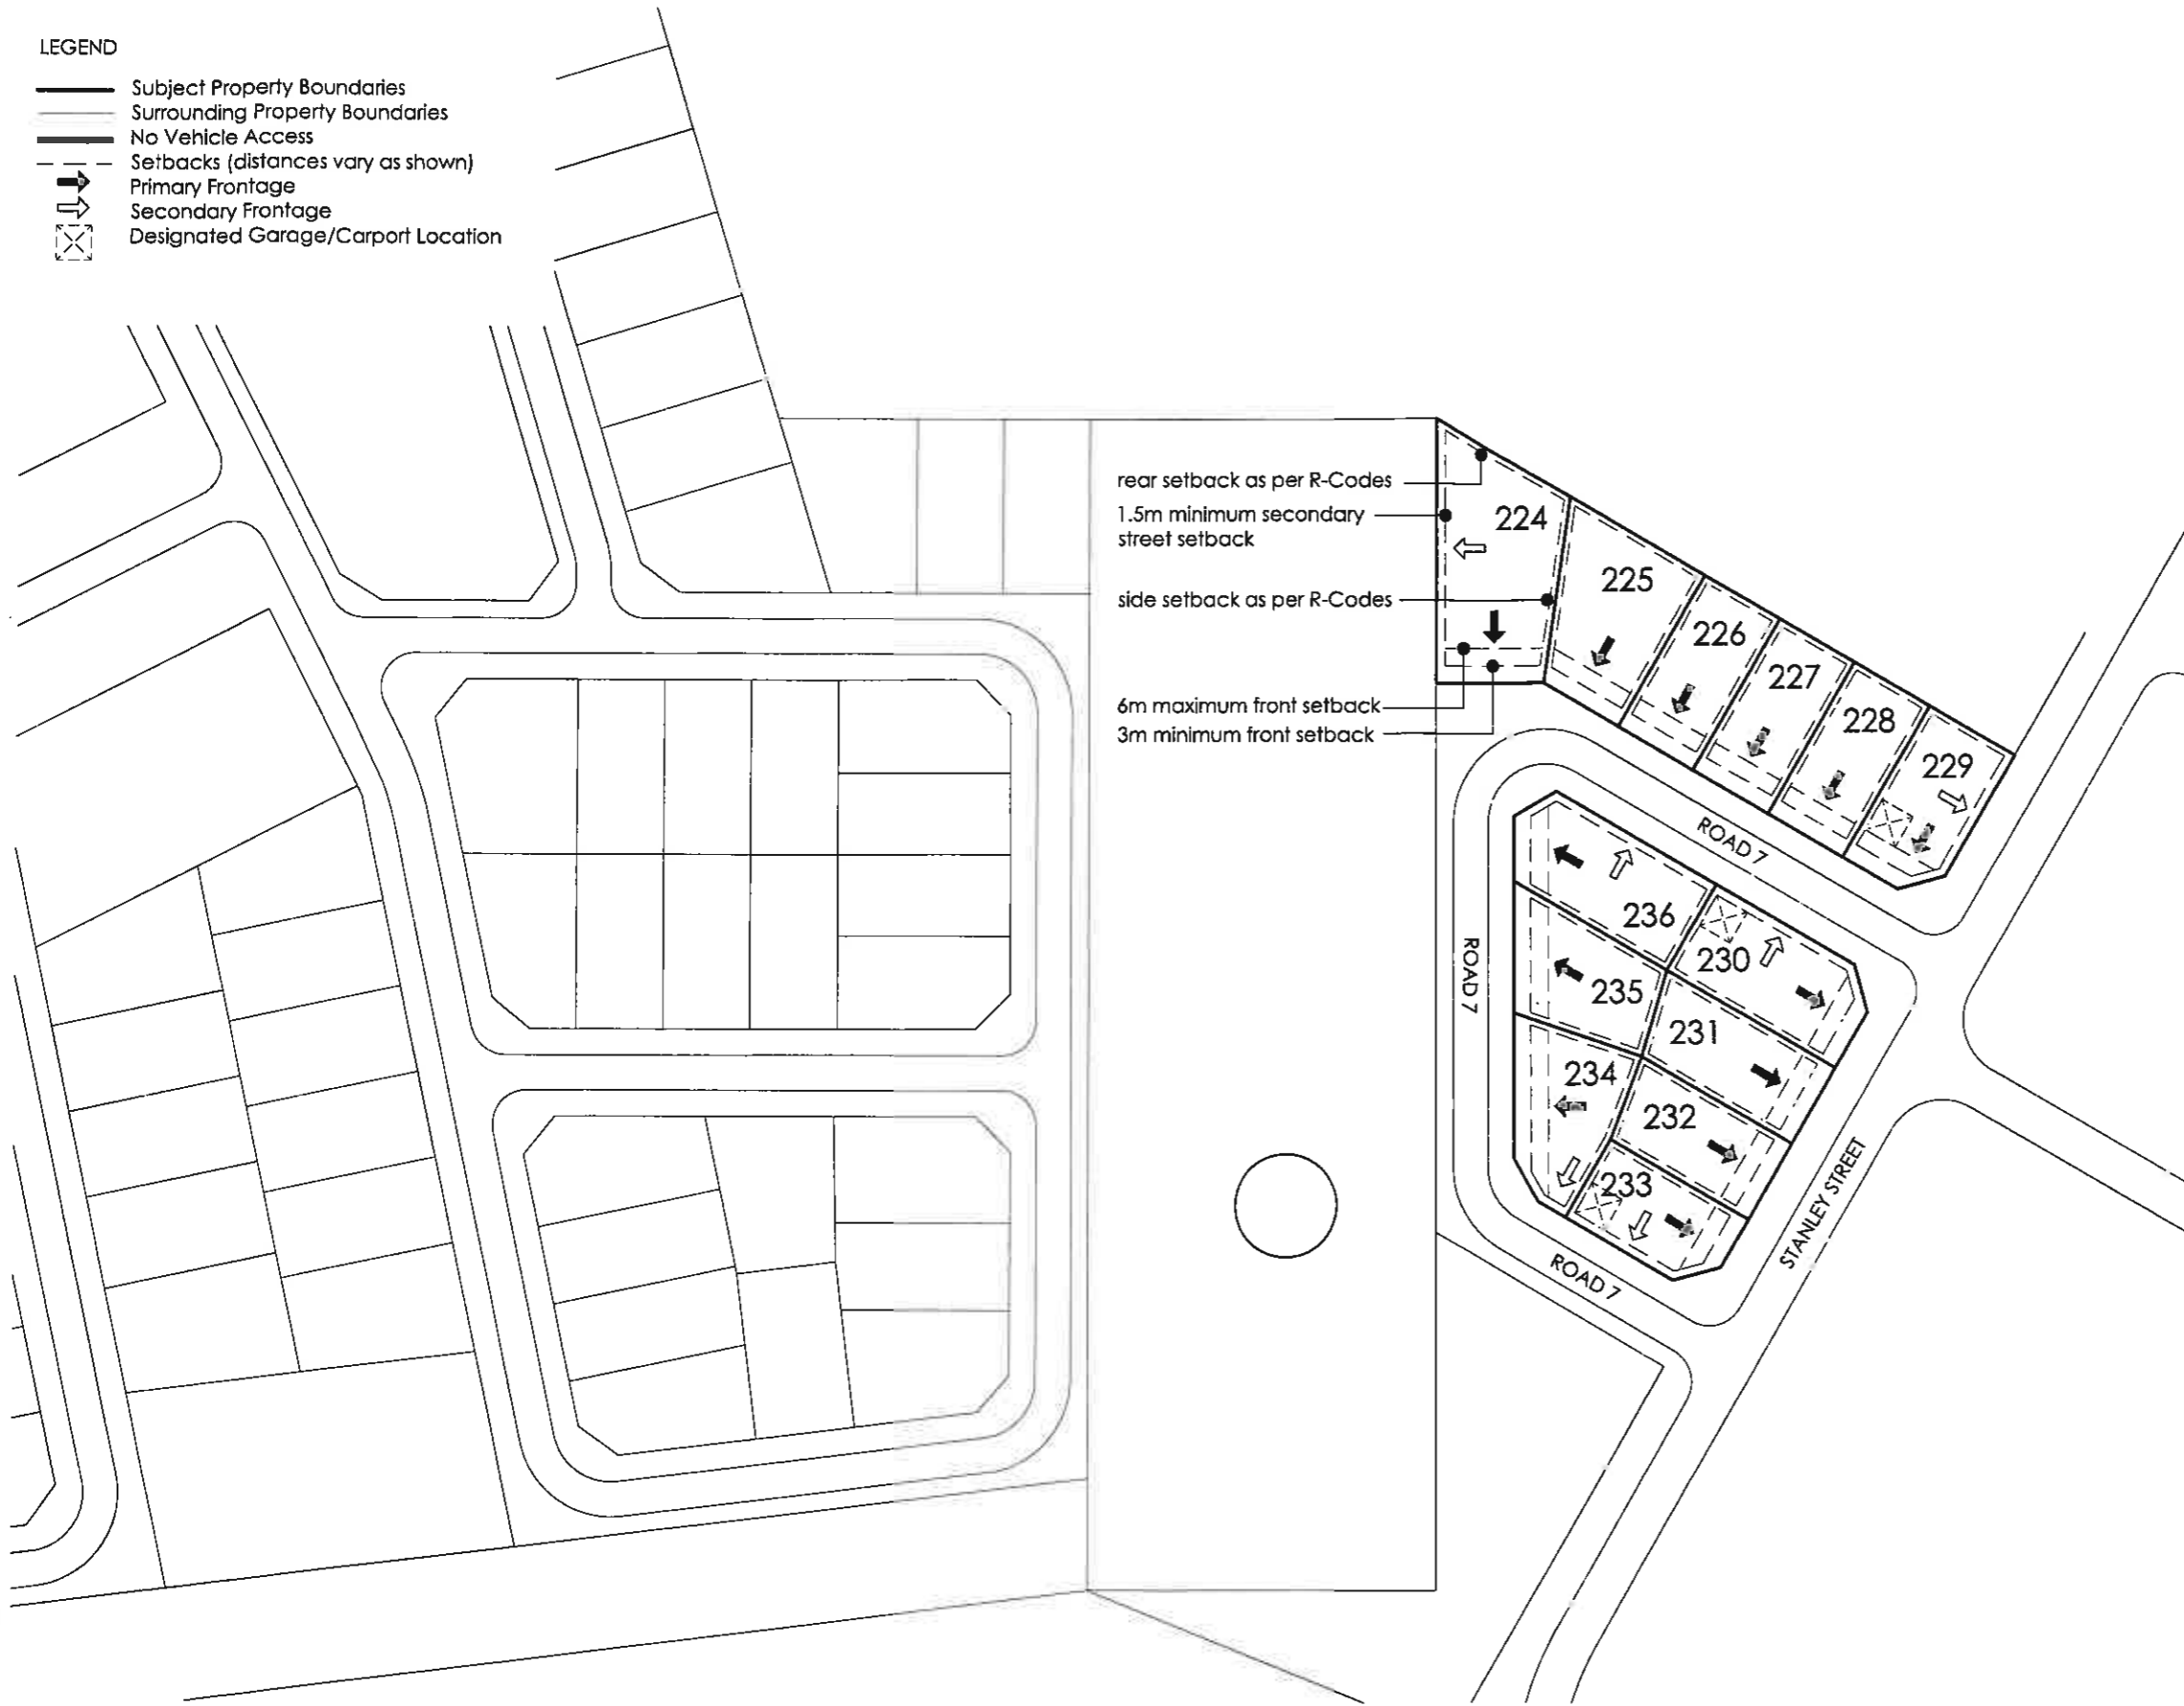 LEGEND
Subject Property Boundaries
Surrounding Property Boundaries
No Vehicle Access
Setbacks (distances vary as shown)
Primary Frontage
Secondary Frontage
Designated Garage/Carport Location
rear setback as per R-Codes
1.5m minimum secondary
street setback
side setback as per R-Codes
6m maximum front setback
3m minimum front setback
224
225
226
227
228
229
ROAD 7
236
230
235
231
234
232
233
ROAD 7
ROAD 7
STANLEY STREET